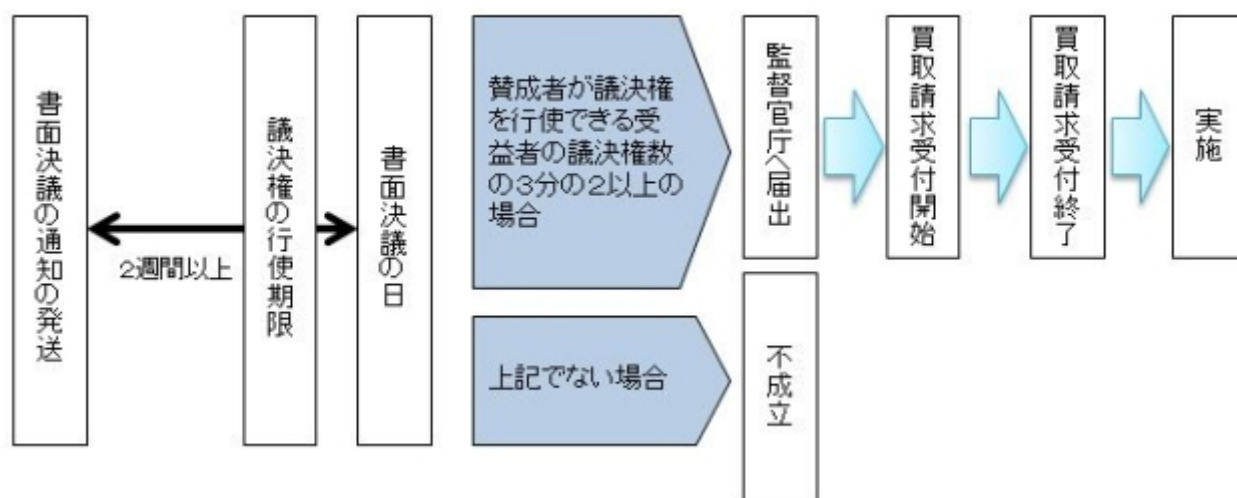 書面決議の通知の発送
2週間以上
議決権の行使期限
書面決議の日
賛成者が議決権
を行使できる受
益者の議決権数
の3分の2以上の
場合
監督官庁へ届出
買取請求受付開始
買取請求受付終了
実施
上記でない場合
不成立